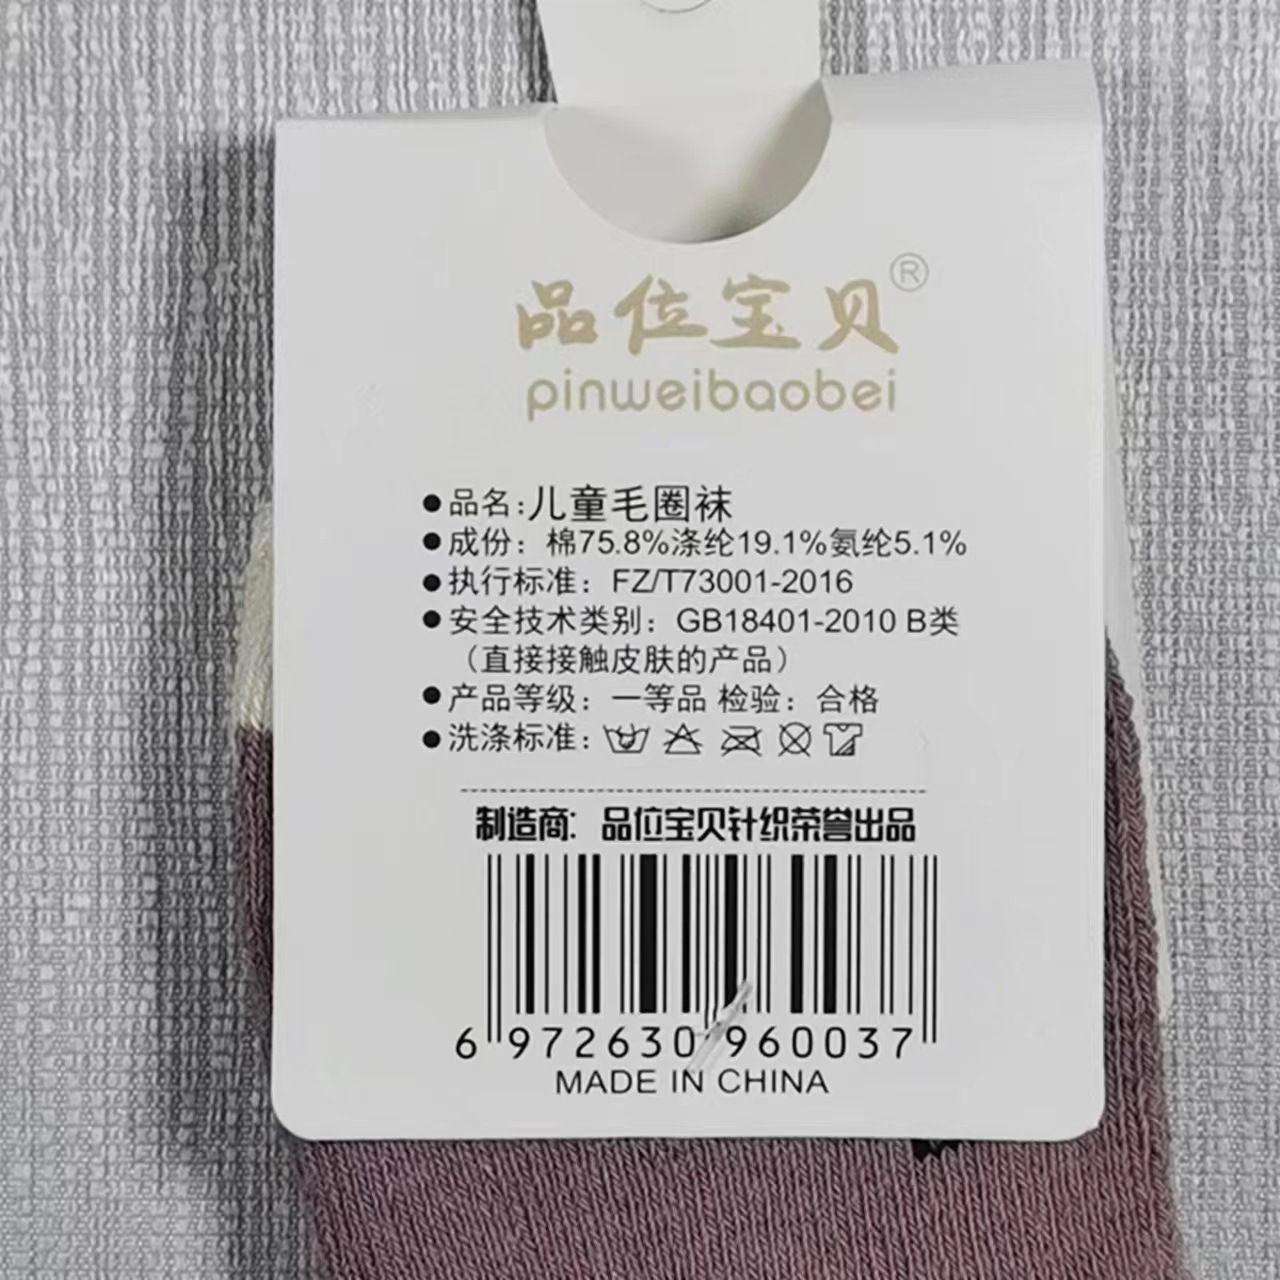 品位宝贝®
pinweibaobei
●品名:儿童毛圈袜
●成份：棉75.8%涤纶19.1%氨纶5.1%
●执行标准：FZ/T73001-2016
●安全技术类别：GB18401-2010 B类
（直接接触皮肤的产品）
●产品等级：一等品 检验：合格
●洗涤标准：
制造商：品位宝贝针织荣誉出品
6 972630 960037
MADE IN CHINA